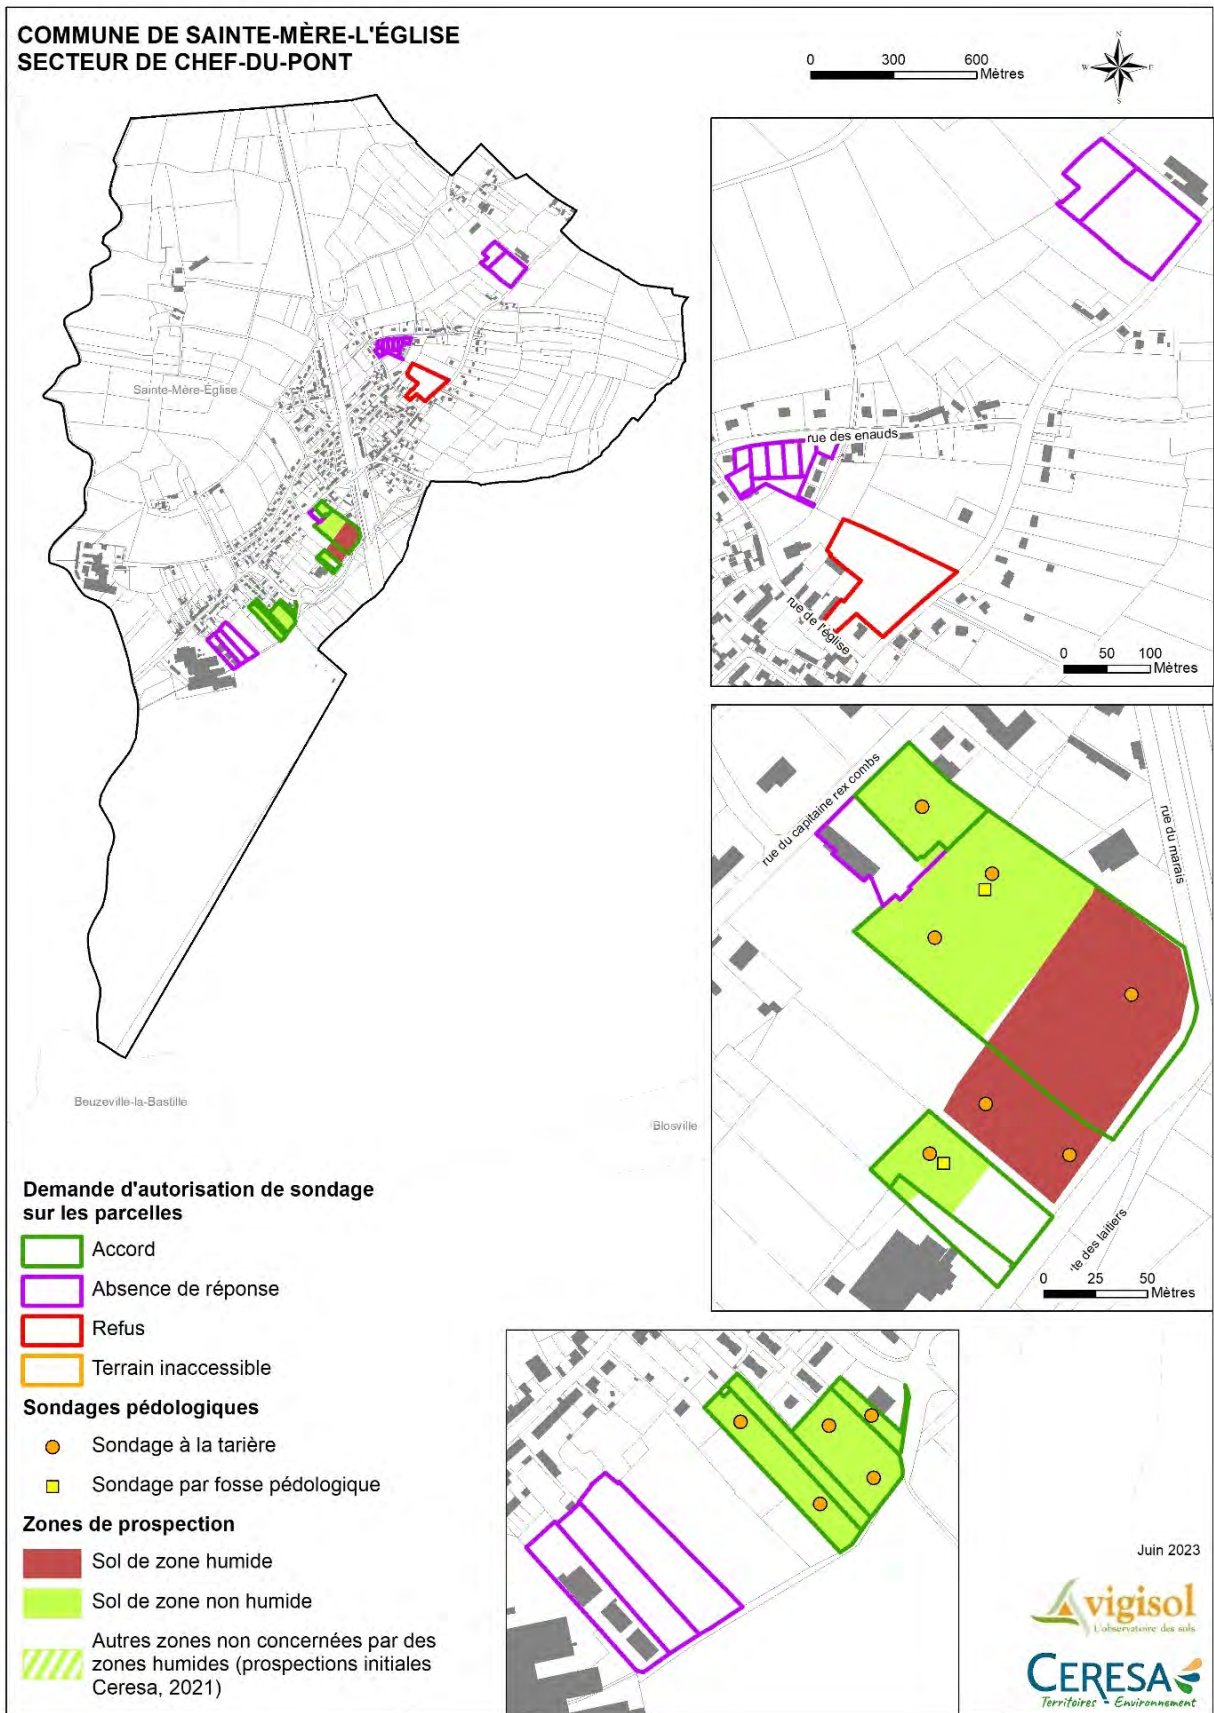 COMMUNE DE SAINTE-MÈRE-L'ÉGLISE
SECTEUR DE CHEF-DU-PONT
0 300 600
Mètres
N
W E
S
Sainte-Mère-Église
Beuzeville-la-Bastille
Blosville
rue des enauds
rue de l'église
0 50 100
Mètres
rue du capitaine rex combs
rue du marais
te des laitiers
0 25 50
Mètres
Demande d'autorisation de sondage
sur les parcelles
Accord
Absence de réponse
Refus
Terrain inaccessible
Sondages pédologiques
Sondage à la tarière
Sondage par fosse pédologique
Zones de prospection
Sol de zone humide
Sol de zone non humide
Autres zones non concernées par des
zones humides (prospections initiales
Ceresa, 2021)
Juin 2023
vigisol
L'observatoire des sols
CERESA
Territoires - Environnement